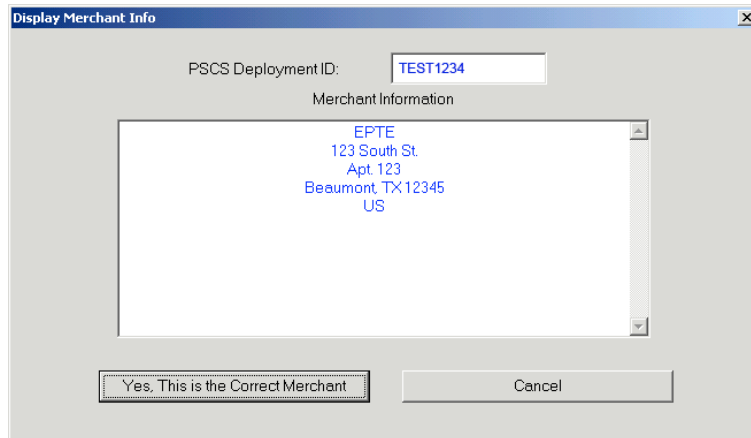 Display Merchant Info
PSCS Deployment ID: TEST1234
Merchant Information
EPTE
123 South St.
Apt. 123
Beaumont, TX 12345
US
Yes, This is the Correct Merchant Cancel